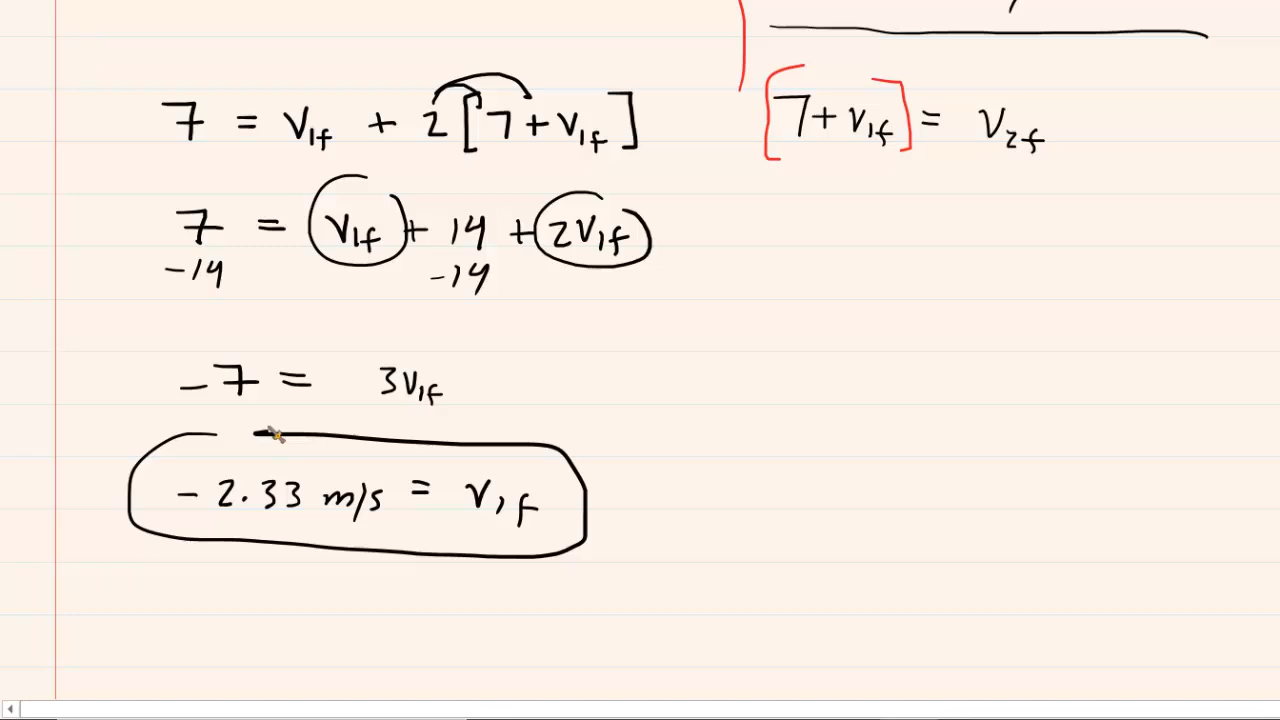 7 = v₁f + 2[7 + v₁f]
[7 + v₁f] = v₂f
7 = v₁f + 14 + 2v₁f
-14 -14
-7 = 3v₁f
-2.33 m/s = v₁f